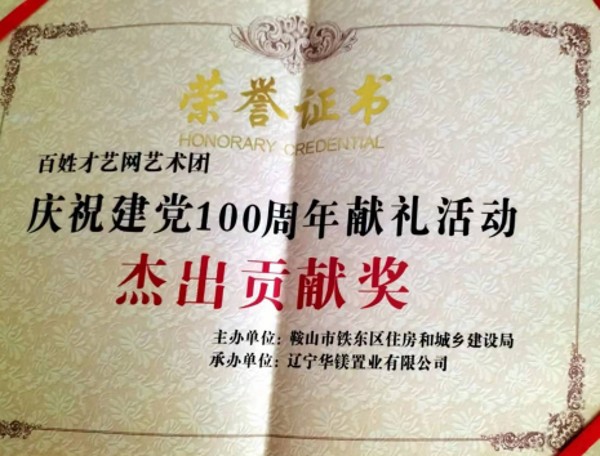 荣誉证书
HONORARY CREDENTIAL
百姓才艺网艺术团
庆祝建党100周年献礼活动
杰出贡献奖
主办单位：鞍山市铁东区住房和城乡建设局
承办单位：辽宁华镁置业有限公司